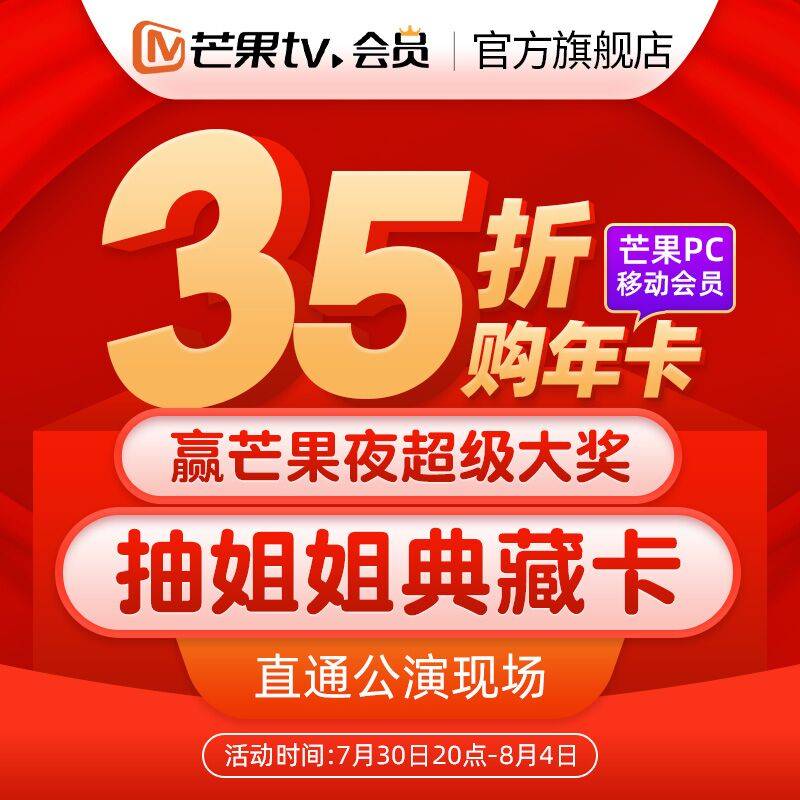 芒果tv会员 | 官方旗舰店
35折
购年卡
芒果PC
移动会员
赢芒果夜超级大奖
抽姐姐典藏卡
直通公演现场
活动时间:7月30日20点-8月4日